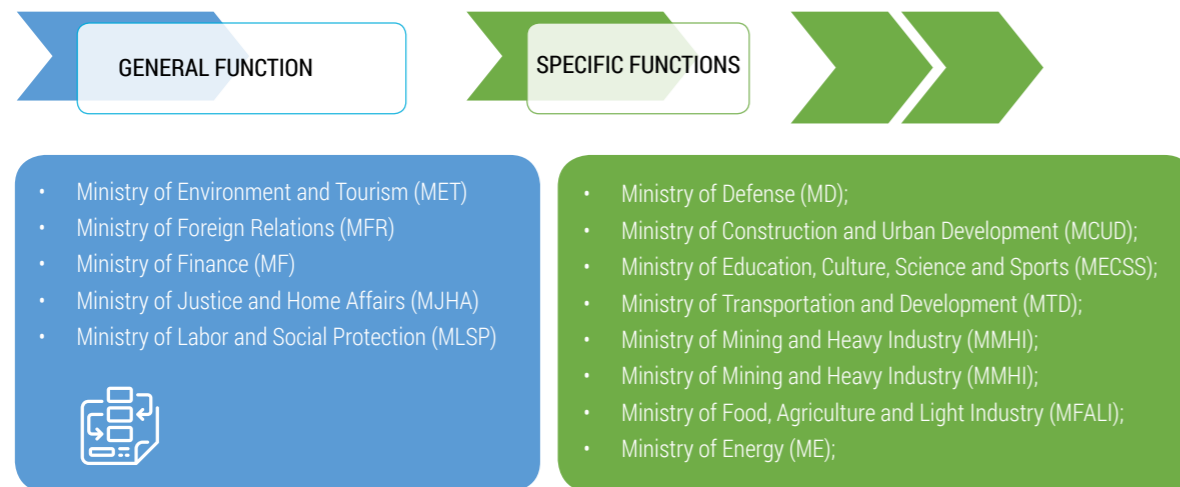 GENERAL FUNCTION
SPECIFIC FUNCTIONS
• Ministry of Environment and Tourism (MET)
• Ministry of Foreign Relations (MFR)
• Ministry of Finance (MF)
• Ministry of Justice and Home Affairs (MJHA)
• Ministry of Labor and Social Protection (MLSP)
• Ministry of Defense (MD);
• Ministry of Construction and Urban Development (MCUD);
• Ministry of Education, Culture, Science and Sports (MECSS);
• Ministry of Transportation and Development (MTD);
• Ministry of Mining and Heavy Industry (MMHI);
• Ministry of Mining and Heavy Industry (MMHI);
• Ministry of Food, Agriculture and Light Industry (MFALI);
• Ministry of Energy (ME);